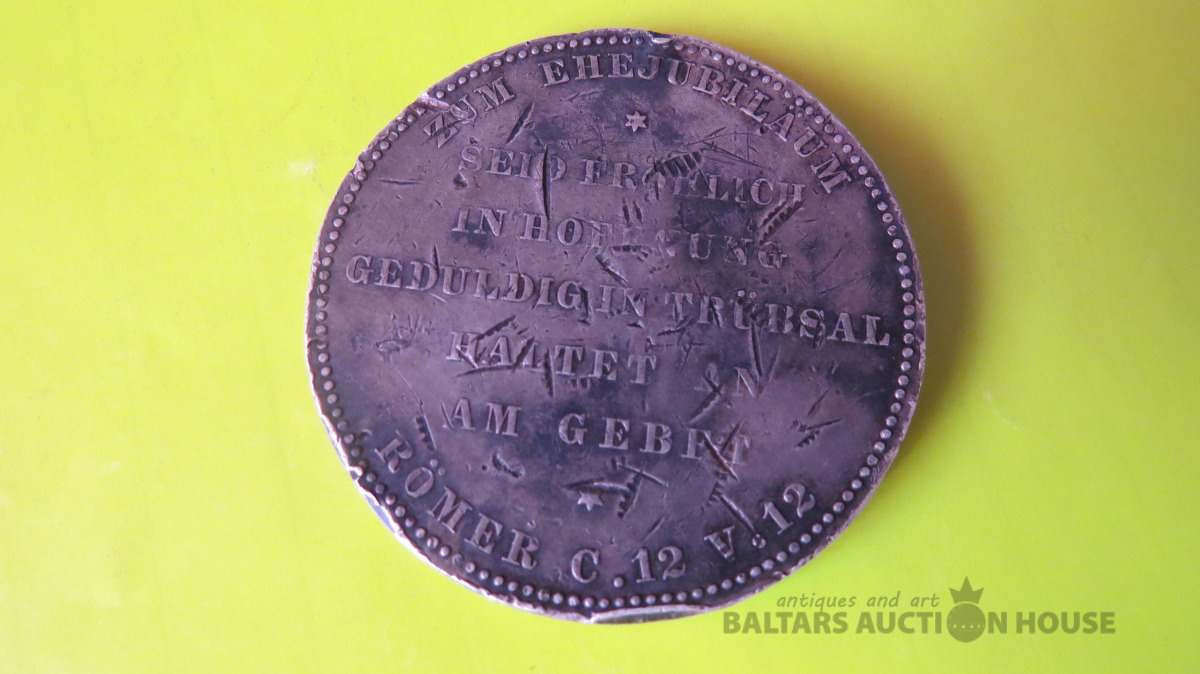 ZUM EHEJUBILÄUM
SEID FRÖHLICH
IN HOFFNUNG
GEDULDIG IN TRÜBSAL
HALTET AN
AM GEBET
RÖMER C. 12 V. 12
antiques and art
BALTARS AUCTION HOUSE